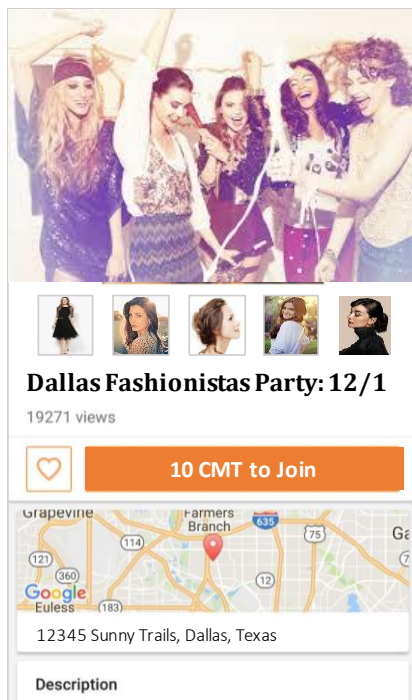 Dallas Fashionistas Party: 12/1
19271 views
10 CMT to Join
Grapevine
Farmers
Branch
635
75
114
121
360
12
Google
Euless
183
12345 Sunny Trails, Dallas, Texas
Description